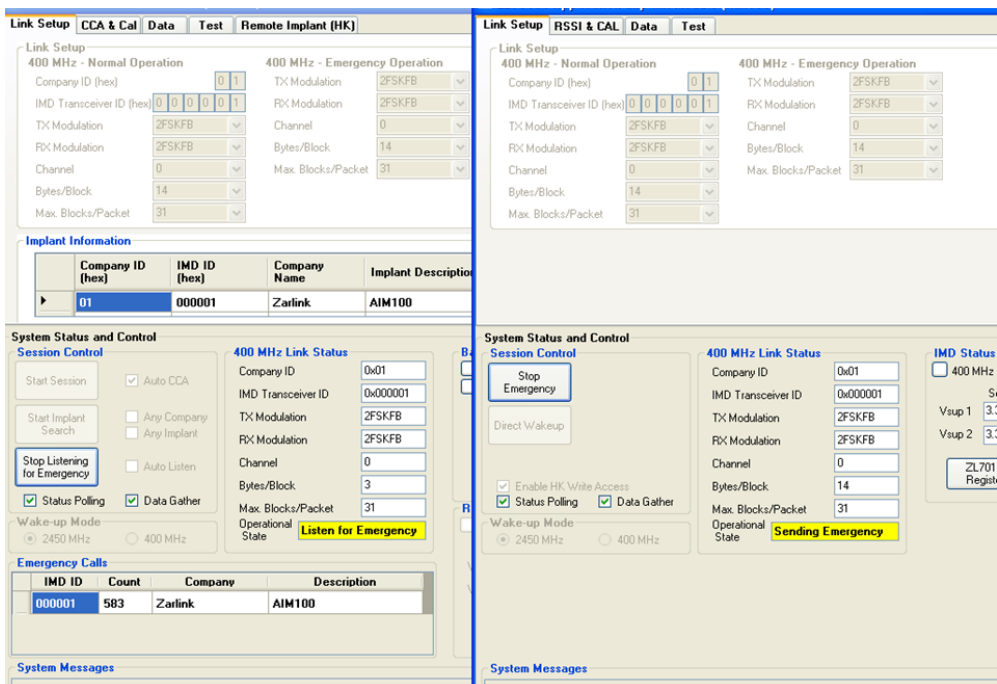 Link Setup CCA & Cal Data Test Remote Implant (HK)
Link Setup
400 MHz - Normal Operation 400 MHz - Emergency Operation
Company ID (hex) 0 1 TX Modulation 2FSKFB
IMD Transceiver ID (hex) 0 0 0 0 0 1 RX Modulation 2FSKFB
TX Modulation 2FSKFB Channel 0
RX Modulation 2FSKFB Bytes/Block 14
Channel 0 Max. Blocks/Packet 31
Bytes/Block 14
Max. Blocks/Packet 31
Implant Information
Company ID (hex) IMD ID (hex) Company Name Implant Description
01 000001 Zarlink AIM100
System Status and Control
Session Control
Start Session Auto CCA
Start Implant Search Any Company
Any Implant
Stop Listening for Emergency Auto Listen
Status Polling Data Gather
Wake-up Mode
2450 MHz 400 MHz
400 MHz Link Status
Company ID 0x01
IMD Transceiver ID 0x000001
TX Modulation 2FSKFB
RX Modulation 2FSKFB
Channel 0
Bytes/Block 3
Max. Blocks/Packet 31
Operational State Listen for Emergency
Emergency Calls
IMD ID Count Company Description
000001 583 Zarlink AIM100
System Messages
Link Setup RSSI & CAL Data Test
Link Setup
400 MHz - Normal Operation 400 MHz - Emergency Operation
Company ID (hex) 0 1 TX Modulation 2FSKFB
IMD Transceiver ID (hex) 0 0 0 0 0 1 RX Modulation 2FSKFB
TX Modulation 2FSKFB Channel 0
RX Modulation 2FSKFB Bytes/Block 14
Channel 0 Max. Blocks/Packet 31
Bytes/Block 14
Max. Blocks/Packet 31
System Status and Control
Session Control
Stop Emergency
Direct Wakeup
Enable HK Write Access
Status Polling Data Gather
Wake-up Mode
2450 MHz 400 MHz
400 MHz Link Status
Company ID 0x01
IMD Transceiver ID 0x000001
TX Modulation 2FSKFB
RX Modulation 2FSKFB
Channel 0
Bytes/Block 14
Max. Blocks/Packet 31
Operational State Sending Emergency
IMD Status
400 MHz
Vsup 1 3.
Vsup 2 3.
ZL701
Regist
System Messages